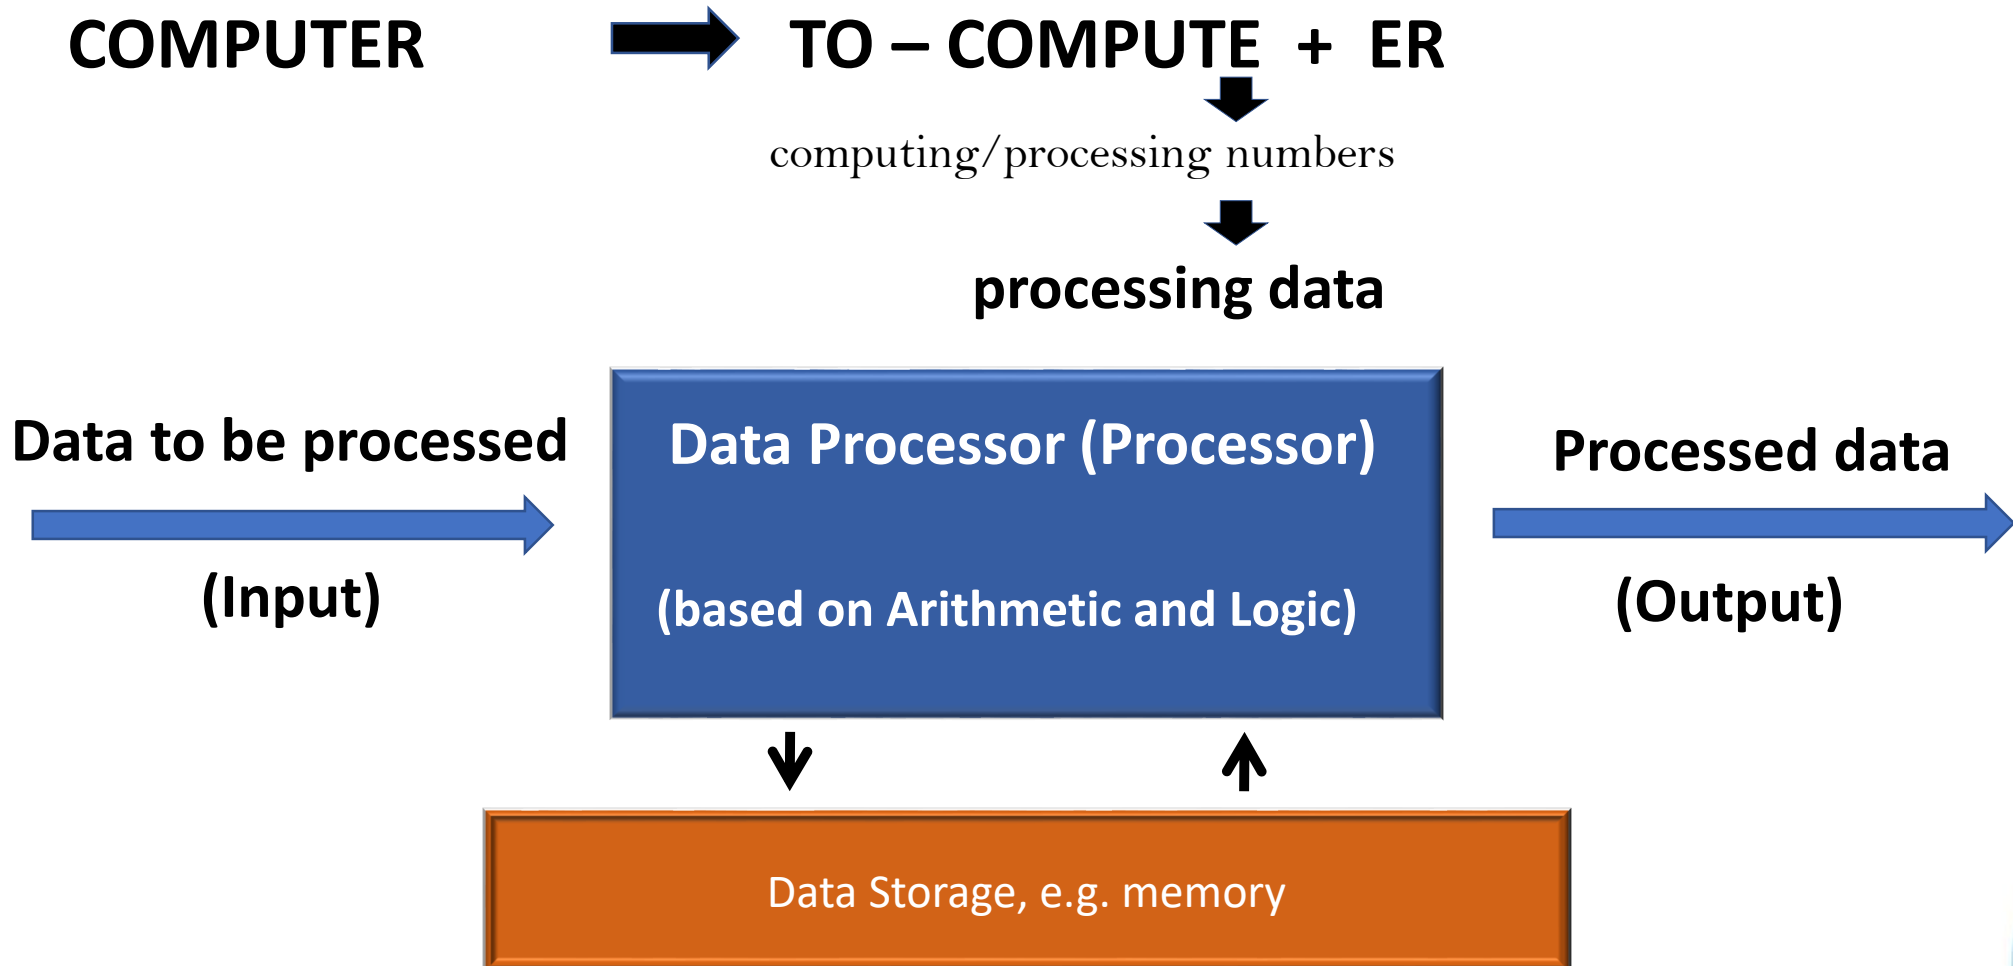 COMPUTER TO – COMPUTE + ER
computing/processing numbers
processing data
Data to be processed
(Input)
Data Processor (Processor)
(based on Arithmetic and Logic)
Processed data
(Output)
Data Storage, e.g. memory